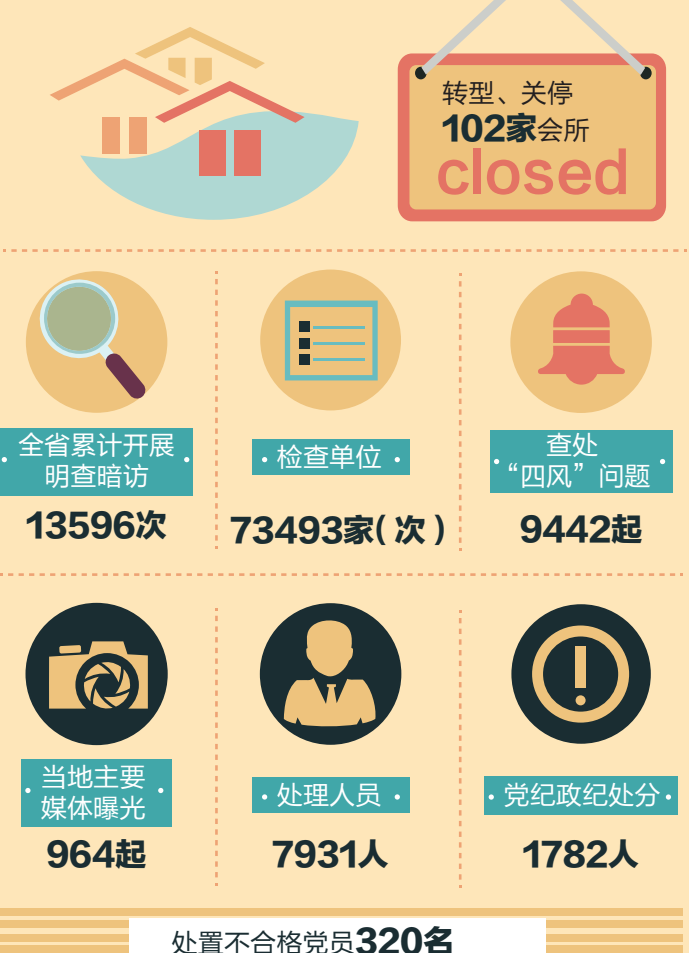 转型、关停
102家会所
closed
全省累计开展
明查暗访
13596次
检查单位
73493家(次)
查处
“四风”问题
9442起
当地主要
媒体曝光
964起
处理人员
7931人
党纪政纪处分
1782人
处置不合格党员320名